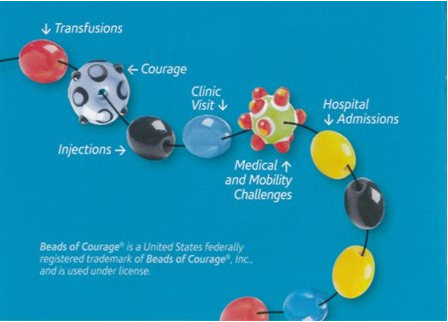 ↓ Transfusions
← Courage
Clinic
Visit ↓
Hospital
↓ Admissions
Injections →
Medical ↑
and Mobility
Challenges
Beads of Courage® is a United States federally
registered trademark of Beads of Courage®, Inc.,
and is used under license.